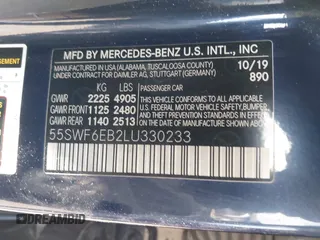 MFD BY MERCEDES-BENZ U.S. INTL., INC
MADE IN USA (ALABAMA, TUSCALOOSA COUNTY) 10/19
UNDER CONTRACT FOR DAIMLER AG, STUTTGART (GERMANY) 890
KG LBS
GVWR 2225 4905
GAWR FRONT 1125 2480
GAWR REAR 1140 2513
THIS VEHICLE CONFORMS TO ALL APPLICABLE U.S. FEDERAL MOTOR VEHICLE SAFETY, BUMPER, AND THEFT PREVENTION STANDARDS IN EFFECT ON THE DATE OF MANUFACTURE SHOWN ABOVE.
PASSENGER CAR
55SWF6EB2LU330233
DREAMBID